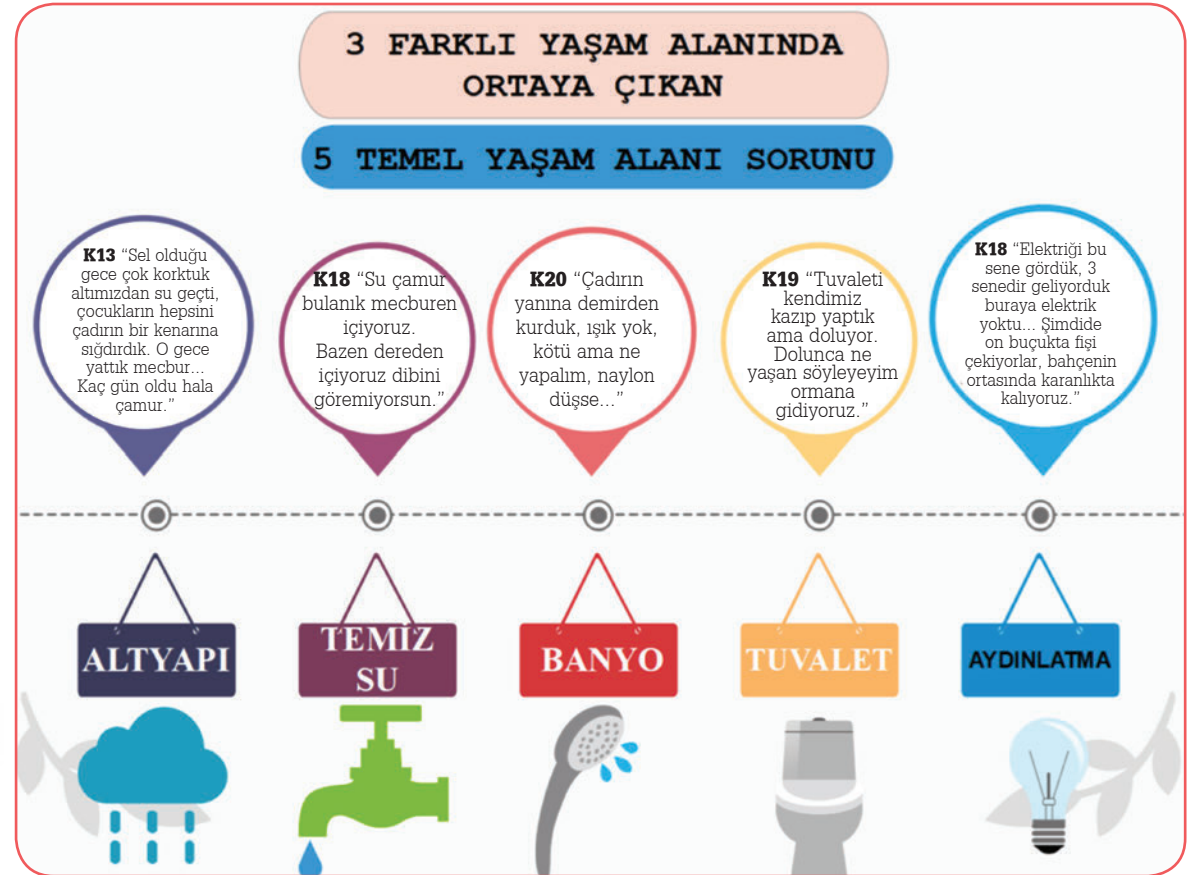 3 FARKLI YAŞAM ALANINDA
ORTAYA ÇIKAN
5 TEMEL YAŞAM ALANI SORUNU
K13 “Sel olduğu
gece çok korktuk
altımızdan su geçti,
çocukların hepsini
çadırın bir kenarına
sığdırdık. O gece
yattık mecbur...
Kaç gün oldu hala
çamur.”
K18 “Su çamur
bulanık mecburen
içiyoruz.
Bazen dereden
içiyoruz dibini
göremiyorsun.”
K20 “Çadırın
yanına demirden
kurduk, ışık yok,
kötü ama ne
yapalım, naylon
düşse...”
K19 “Tuvaleti
kendimiz
kazıp yaptık
ama doluyor.
Dolunca ne
yaşan söyleyeyim
ormana
gidiyoruz.”
K18 “Elektriği bu
sene gördük, 3
senedir geliyorduk
buraya elektrik
yoktu... Şimdide
on buçukta fişi
çekiyorlar, bahçenin
ortasında karanlıkta
kalıyoruz.”
ALTYAPI
TEMİZ
SU
BANYO
TUVALET
AYDINLATMA